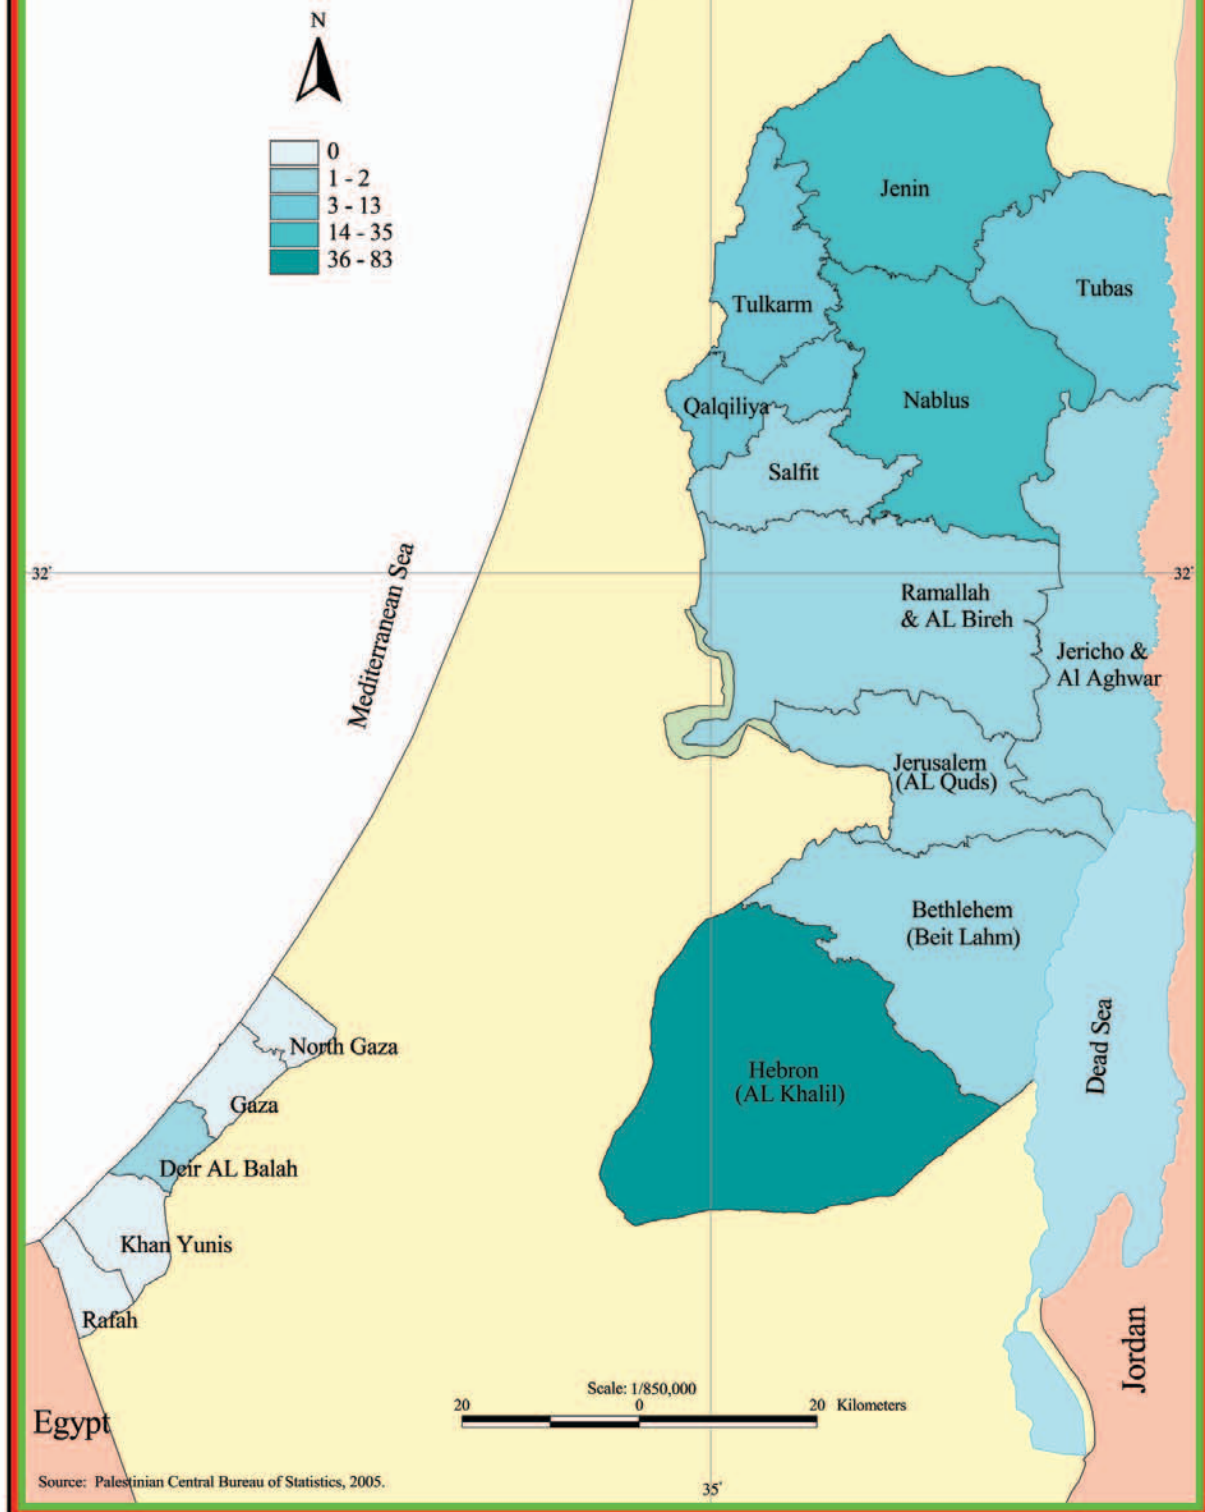 N
0
1 - 2
3 - 13
14 - 35
36 - 83
Jenin
Tubas
Tulkarm
Nablus
Qalqiliya
Salfit
32°
Mediterranean Sea
32°
Ramallah
& AL Bireh
Jericho &
Al Aghwar
Jerusalem
(AL Quds)
Bethlehem
(Beit Lahm)
Dead Sea
North Gaza
Hebron
(AL Khalil)
Gaza
Deir AL Balah
Khan Yunis
Rafah
Jordan
Scale: 1/850,000
20 0 20 Kilometers
Egypt
Source: Palestinian Central Bureau of Statistics, 2005.
35°